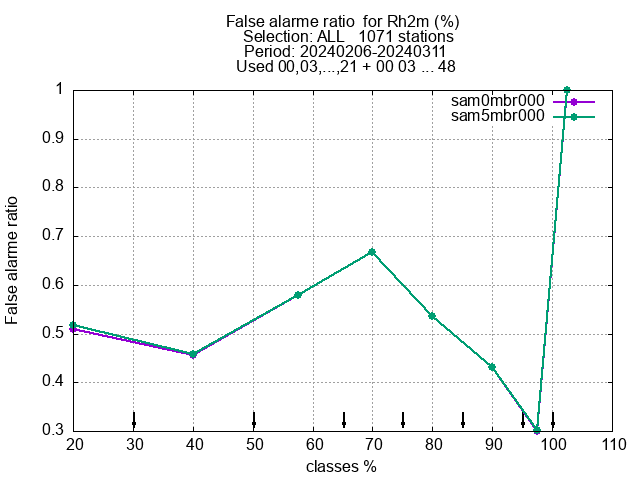 False alarme ratio  for Rh2m (%)
Selection: ALL   1071 stations
Period: 20240206-20240311
Used 00,03,...,21 + 00 03 ... 48
sam0mbr000
sam5mbr000
1
0.9
0.8
0.7
0.6
0.5
0.4
0.3
False alarme ratio
20 30 40 50 60 70 80 90 100 110
classes %